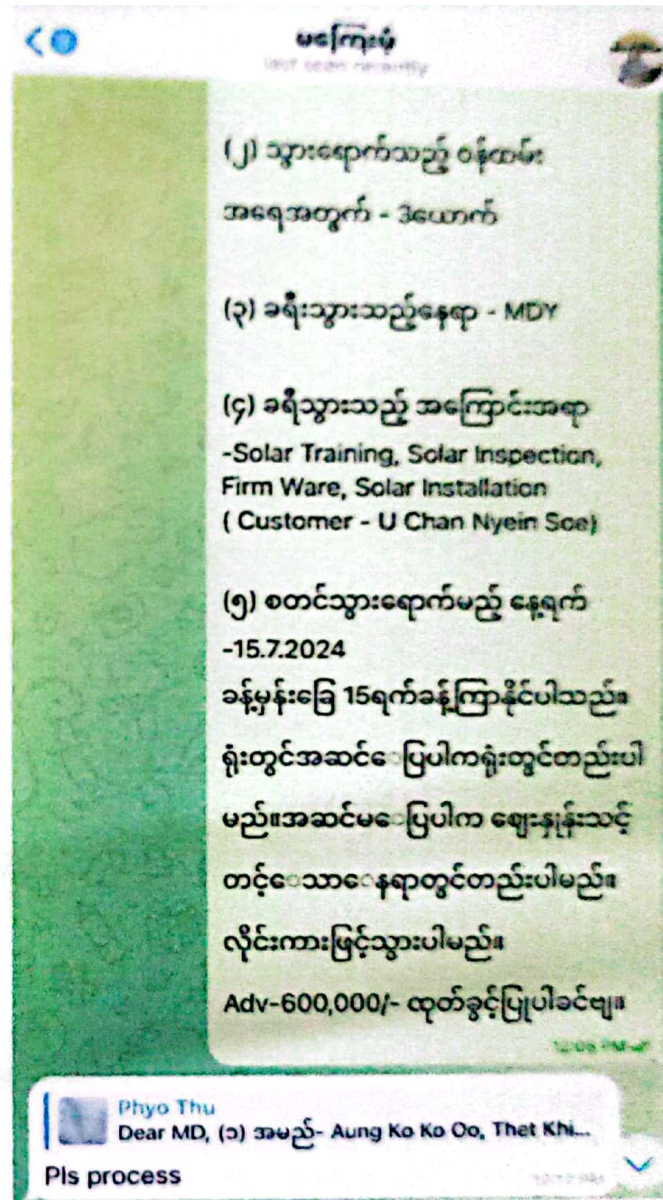 မကြေးမုံ
last seen recently
(၂) သွားရောက်သည့် ဝန်ထမ်း
အရေအတွက် - 3ယောက်
(၃) ခရီးသွားသည့်နေရာ - MDY
(၄) ခရီသွားသည့် အကြောင်းအရာ
-Solar Training, Solar Inspection,
Firm Ware, Solar Installation
( Customer - U Chan Nyein Soe)
(၅) စတင်သွားရောက်မည့် နေ့ရက်
-15.7.2024
ခန့်မှန်းခြေ 15ရက်ခန့်ကြာနိုင်ပါသည်။
ရုံးတွင်အဆင်ေပြပါကရုံးတွင်တည်းပါ
မည်။အဆင်မေပြပါက ဈေးနှုန်းသင့်
တင့်ေသာေနရာတွင်တည်းပါမည်။
လိုင်းကားဖြင့်သွားပါမည်။
Adv-600,000/- ထုတ်ခွင့်ပြုပါခင်ဗျ။
12:06 PM
Phyo Thu
Dear MD, (၁) အမည်- Aung Ko Ko Oo, Thet Khi...
Pls process